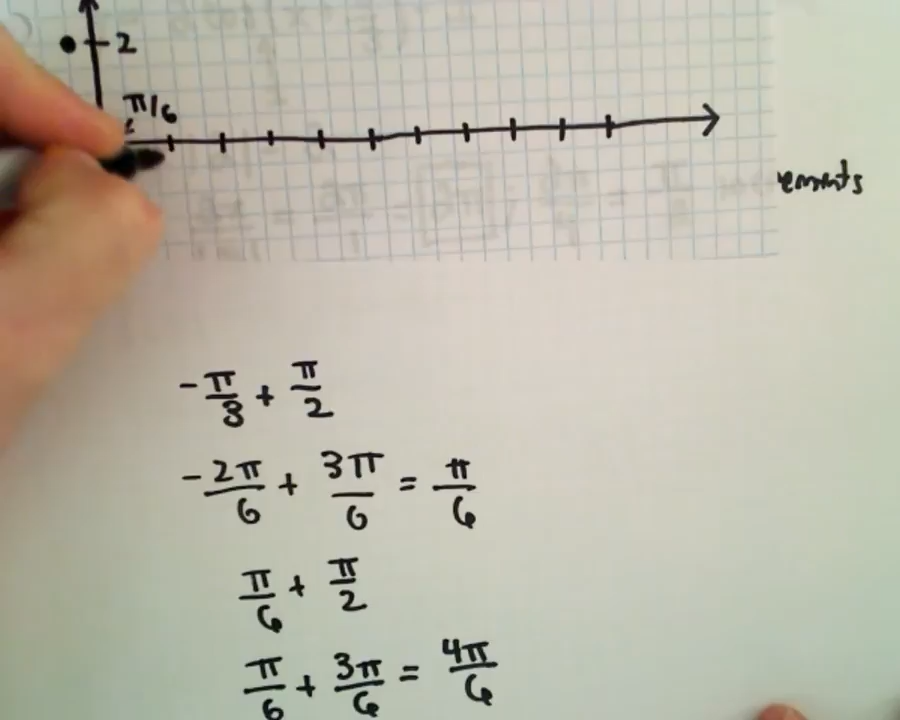 2
π/6
ements
-π/3 + π/2
-2π/6 + 3π/6 = π/6
π/6 + π/2
π/6 + 3π/6 = 4π/6